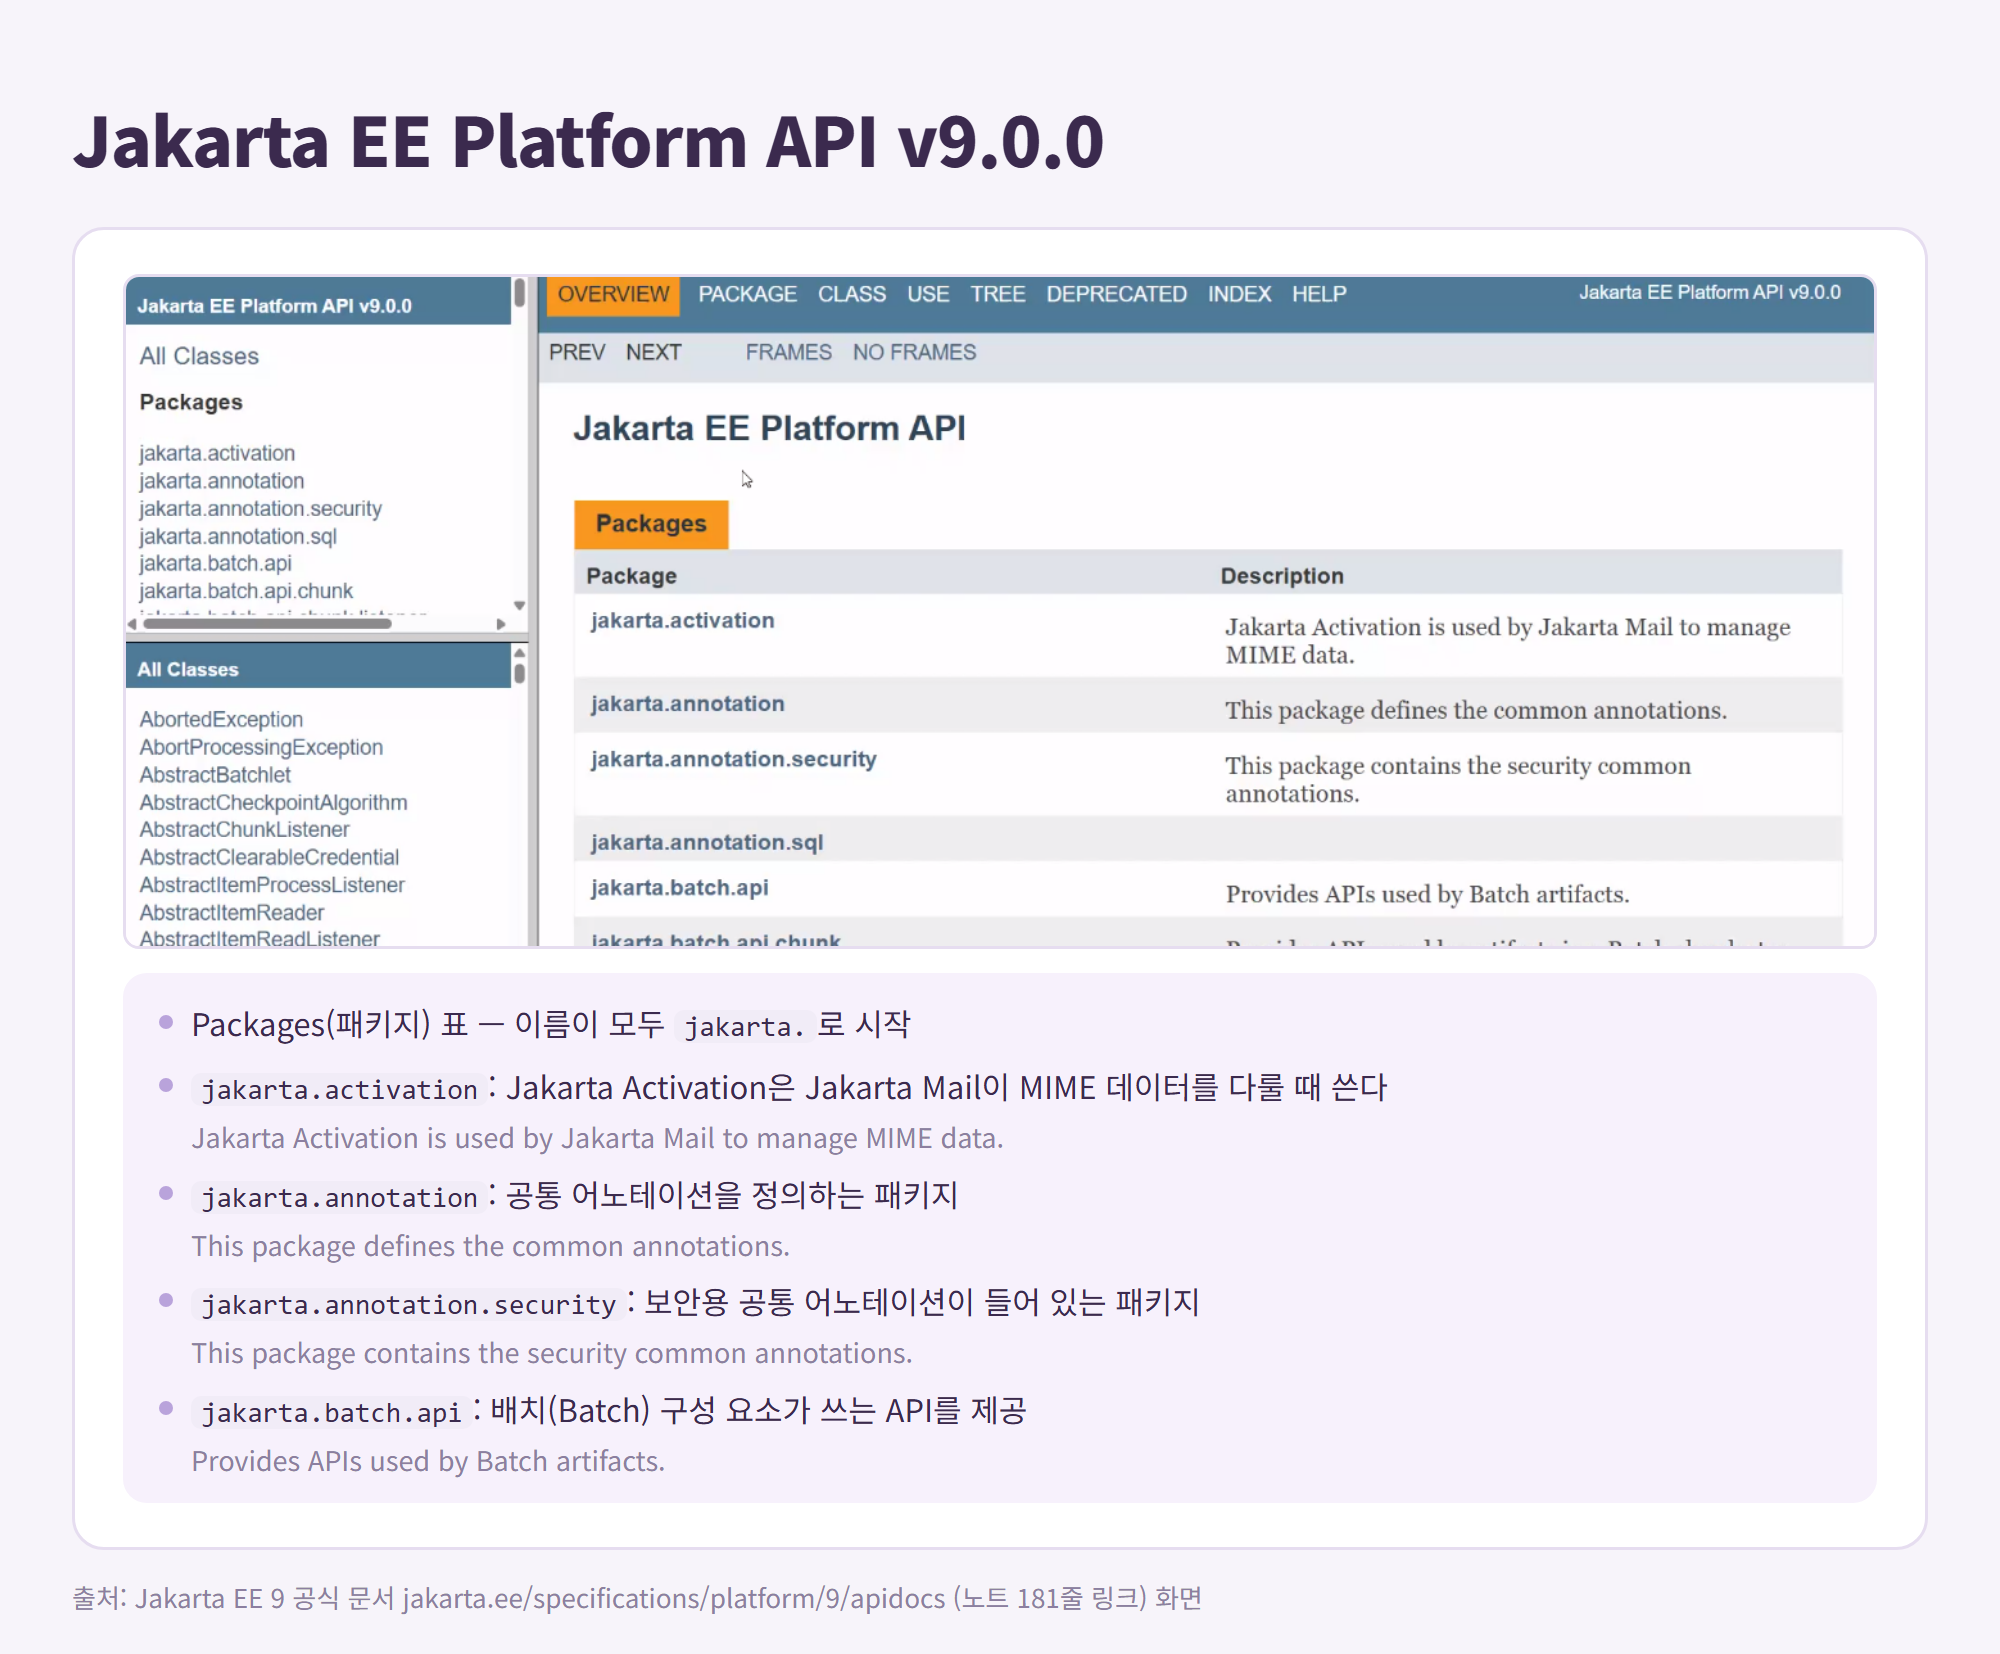 Jakarta EE Platform API v9.0.0
Jakarta EE Platform API v9.0.0
All Classes
Packages
jakarta.activation
jakarta.annotation
jakarta.annotation.security
jakarta.annotation.sql
jakarta.batch.api
jakarta.batch.api.chunk
jakarta.batch.api.chunk.listener
All Classes
AbortedException
AbortProcessingException
AbstractBatchlet
AbstractCheckpointAlgorithm
AbstractChunkListener
AbstractClearableCredential
AbstractItemProcessListener
AbstractItemReader
AbstractItemReadListener
OVERVIEW PACKAGE CLASS USE TREE DEPRECATED INDEX HELP
Jakarta EE Platform API v9.0.0
PREV NEXT FRAMES NO FRAMES
Jakarta EE Platform API
Packages
Package Description
jakarta.activation
Jakarta Activation is used by Jakarta Mail to manage
MIME data.
jakarta.annotation
This package defines the common annotations.
jakarta.annotation.security
This package contains the security common
annotations.
jakarta.annotation.sql
jakarta.batch.api
Provides APIs used by Batch artifacts.
jakarta.batch.api.chunk
Packages(패키지) 표 — 이름이 모두 jakarta. 로 시작
jakarta.activation : Jakarta Activation은 Jakarta Mail이 MIME 데이터를 다룰 때 쓴다
Jakarta Activation is used by Jakarta Mail to manage MIME data.
jakarta.annotation : 공통 어노테이션을 정의하는 패키지
This package defines the common annotations.
jakarta.annotation.security : 보안용 공통 어노테이션이 들어 있는 패키지
This package contains the security common annotations.
jakarta.batch.api : 배치(Batch) 구성 요소가 쓰는 API를 제공
Provides APIs used by Batch artifacts.
출처: Jakarta EE 9 공식 문서 jakarta.ee/specifications/platform/9/apidocs (노트 181줄 링크) 화면